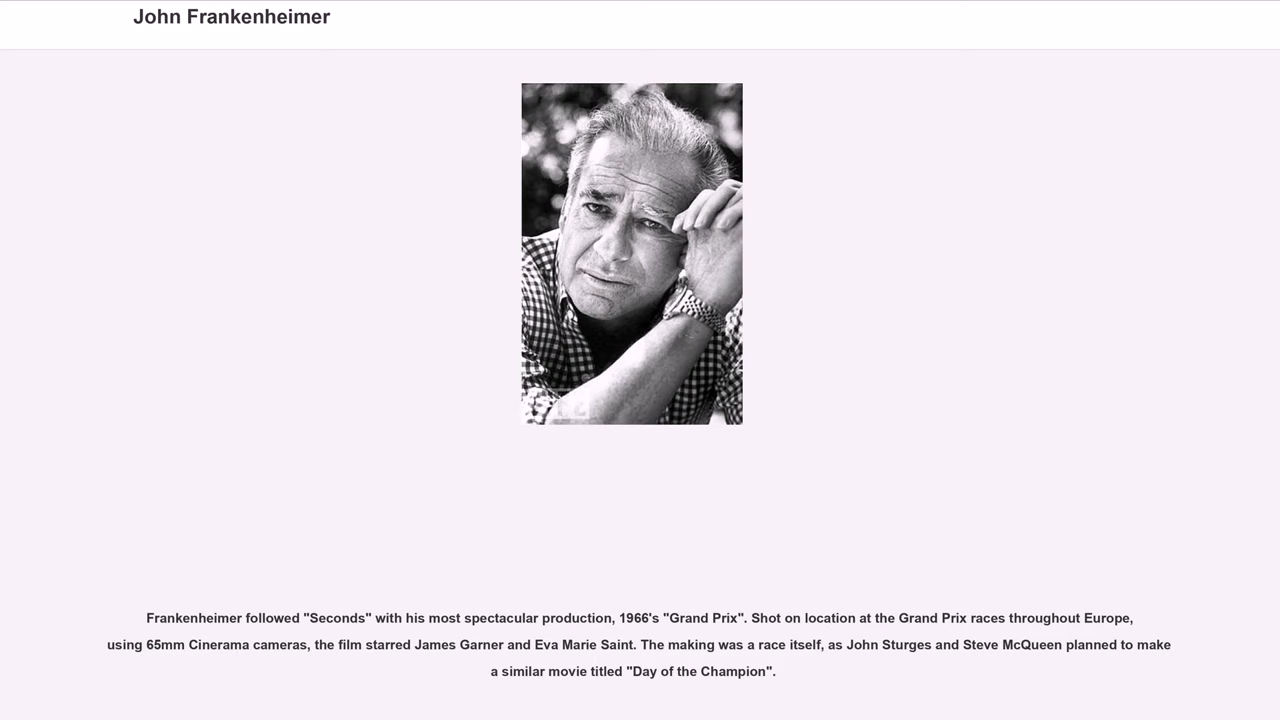 John Frankenheimer
Frankenheimer followed "Seconds" with his most spectacular production, 1966's "Grand Prix". Shot on location at the Grand Prix races throughout Europe,
using 65mm Cinerama cameras, the film starred James Garner and Eva Marie Saint. The making was a race itself, as John Sturges and Steve McQueen planned to make
a similar movie titled "Day of the Champion".